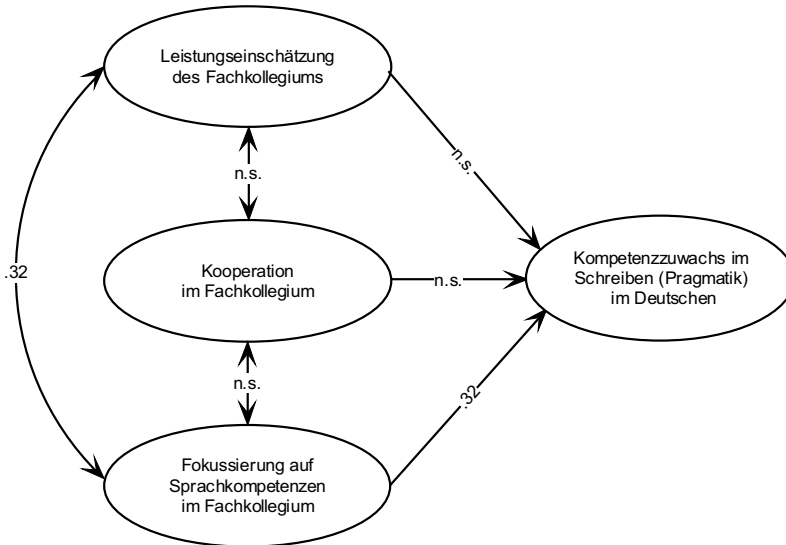 Leistungseinschätzung
des Fachkollegiums
n.s.
n.s.
.32
Kooperation
im Fachkollegium
n.s.
Kompetenzzuwachs im
Schreiben (Pragmatik)
im Deutschen
n.s.
.32
Fokussierung auf
Sprachkompetenzen
im Fachkollegium